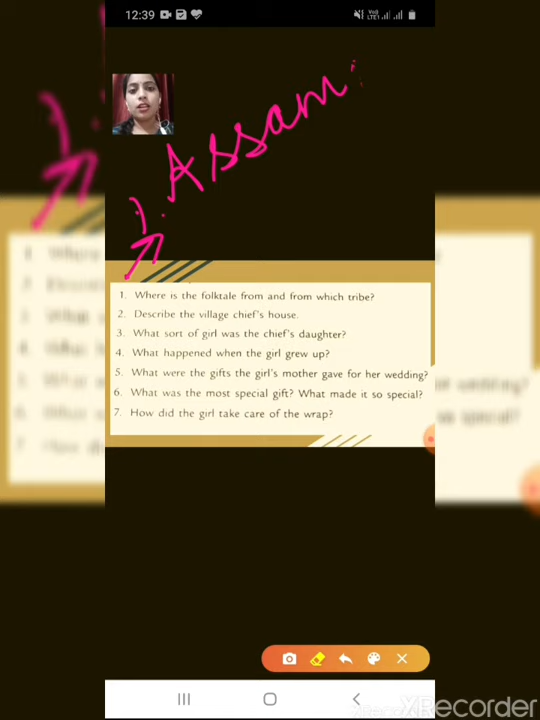 12:39
Vo)
LTE1
1. Assam
1. Where is the folktale from and from which tribe?
2. Describe the village chief's house.
3. What sort of girl was the chief's daughter?
4. What happened when the girl grew up?
5. What were the gifts the girl's mother gave for her wedding?
6. What was the most special gift? What made it so special?
7. How did the girl take care of the wrap?
XRecorder